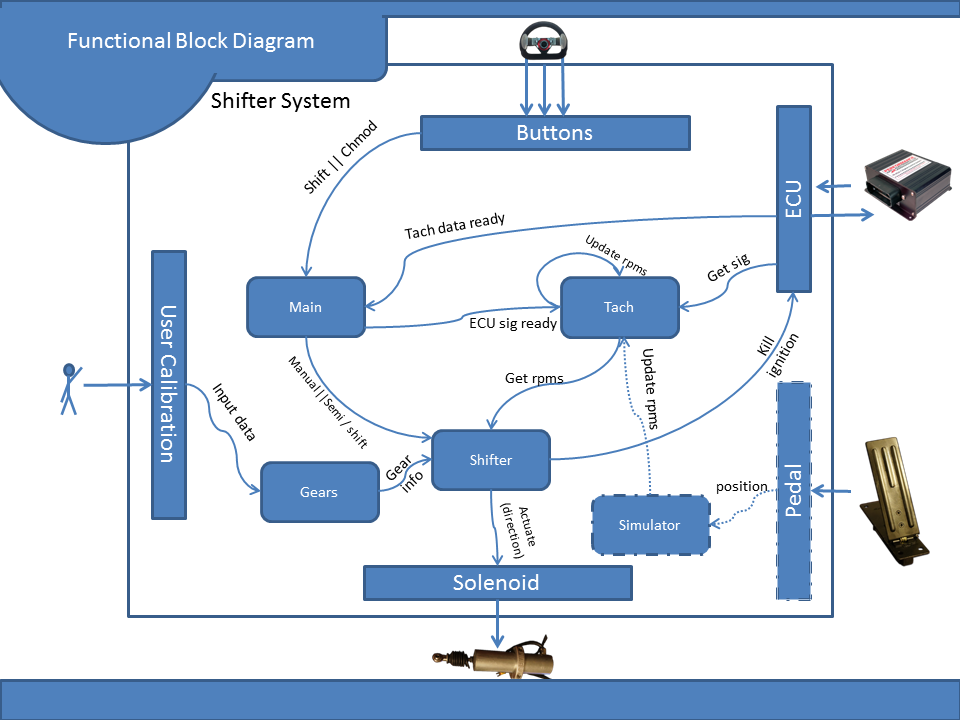 Functional Block Diagram
Shifter System
Buttons
Shift || Chmod
ECU
Tach data ready
Update rpms
Get sig
Main
Tach
ECU sig ready
User Calibration
Kill
ignition
Get rpms
Update rpms
Manual|||Semi / shift
Input data
Shifter
Gear
info
Gears
Pedal
position
Simulator
Actuate
(direction)
Solenoid